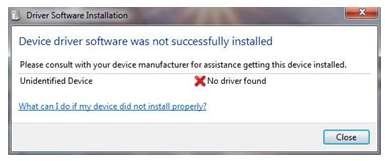 Driver Software Installation
Device driver software was not successfully installed
Please consult with your device manufacturer for assistance getting this device installed.
Unidentified Device No driver found
What can I do if my device did not install properly?
Close